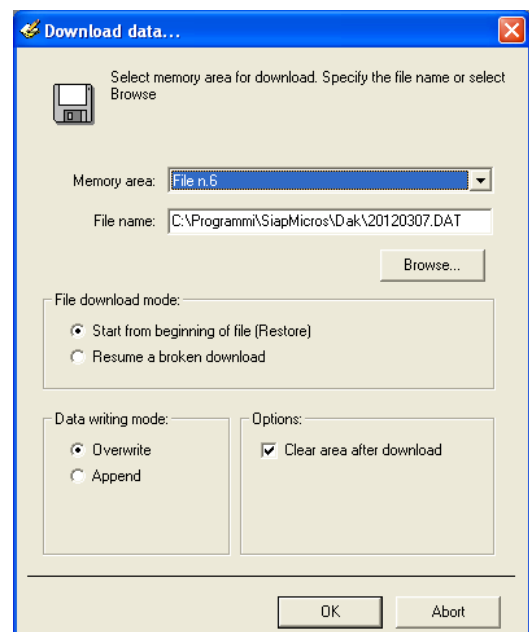 Download data...
Select memory area for download. Specify the file name or select
Browse
Memory area: File n.6
File name: C:\Programmi\SiapMicros\Dak\20120307.DAT
Browse...
File download mode:
Start from beginning of file (Restore)
Resume a broken download
Data writing mode: Options:
Overwrite Clear area after download
Append
OK Abort